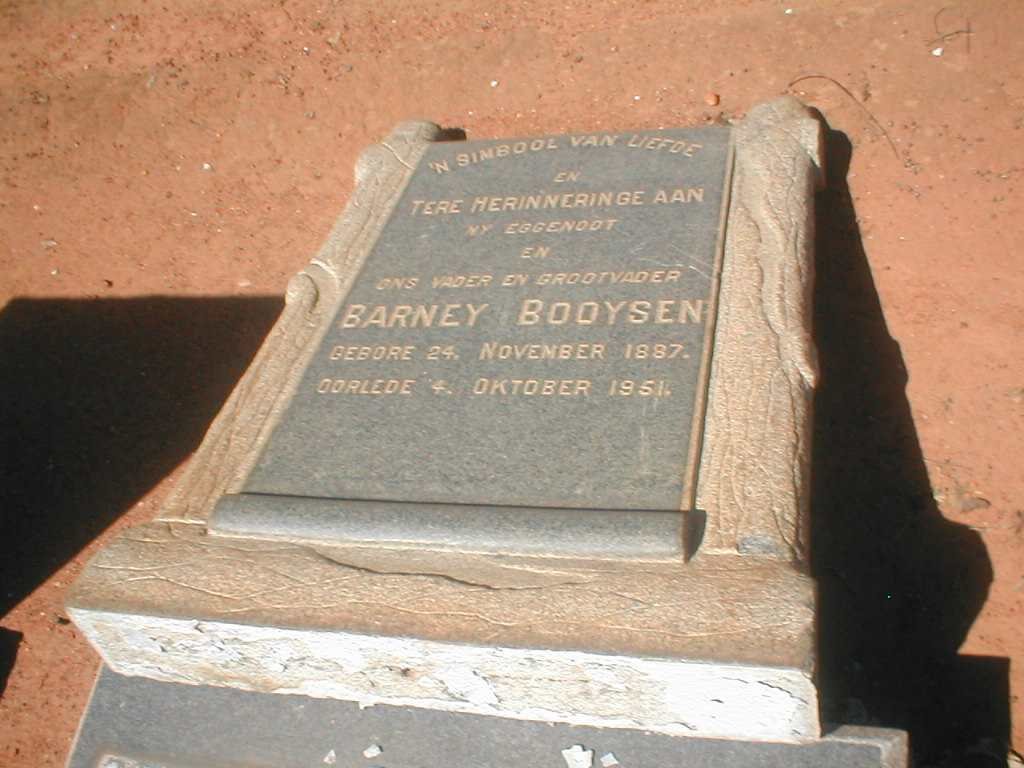 'N SIMBOOL VAN LIEFDE
EN
TERE HERINNERINGE AAN
MY EGGENOOT
EN
ONS VADER EN GROOTVADER
BARNEY BOOYSEN
GEBORE 24. NOVEMBER 1887.
OORLEDE 4. OKTOBER 1951.